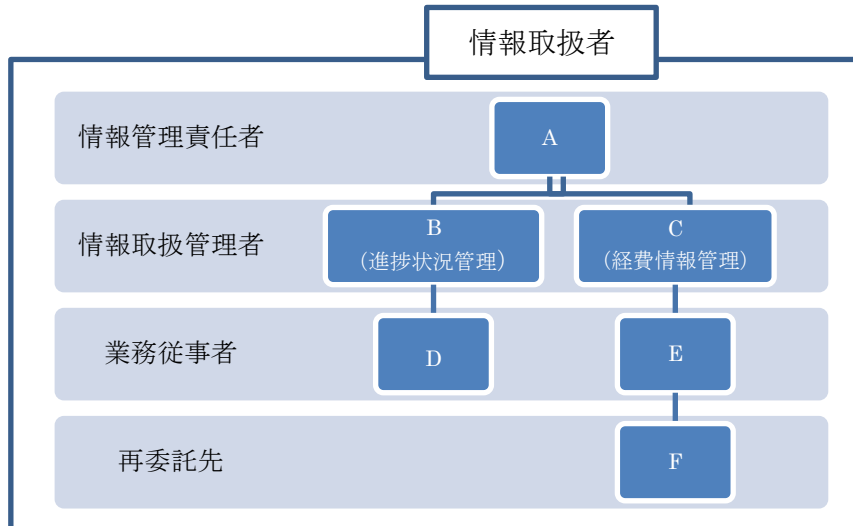 情報取扱者
情報管理責任者
A
情報取扱管理者
B
(進捗状況管理)
C
(経費情報管理)
業務従事者
D
E
再委託先
F